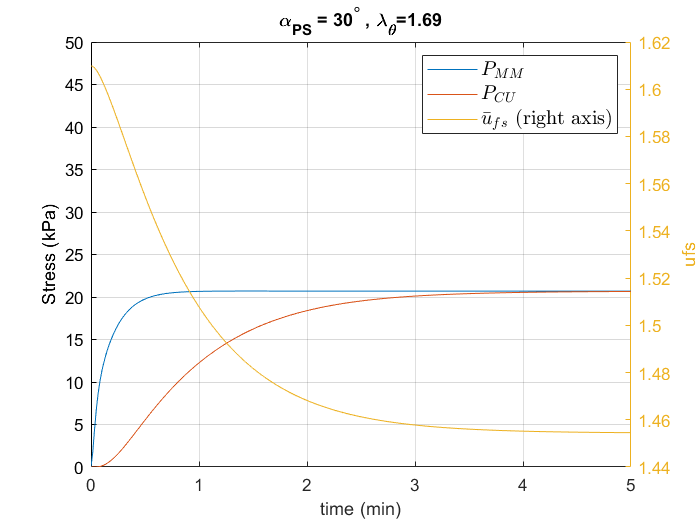 α_PS = 30° , λ_θ=1.69
50
45
40
35
30
25
20
15
10
5
0
Stress (kPa)
P_MM
P_CU
ū_fs (right axis)
1.62
1.6
1.58
1.56
1.54
1.52
1.5
1.48
1.46
1.44
ufs
0 1 2 3 4 5
time (min)